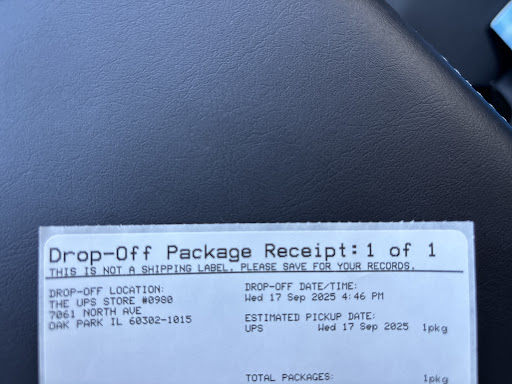 Drop-Off Package Receipt: 1 of 1
THIS IS NOT A SHIPPING LABEL. PLEASE SAVE FOR YOUR RECORDS.
DROP-OFF LOCATION:
THE UPS STORE #0980
7061 NORTH AVE
OAK PARK IL 60302-1015
DROP-OFF DATE/TIME:
Wed 17 Sep 2025 4:46 PM
ESTIMATED PICKUP DATE:
UPS Wed 17 Sep 2025 1pkg
TOTAL PACKAGES: 1pkg